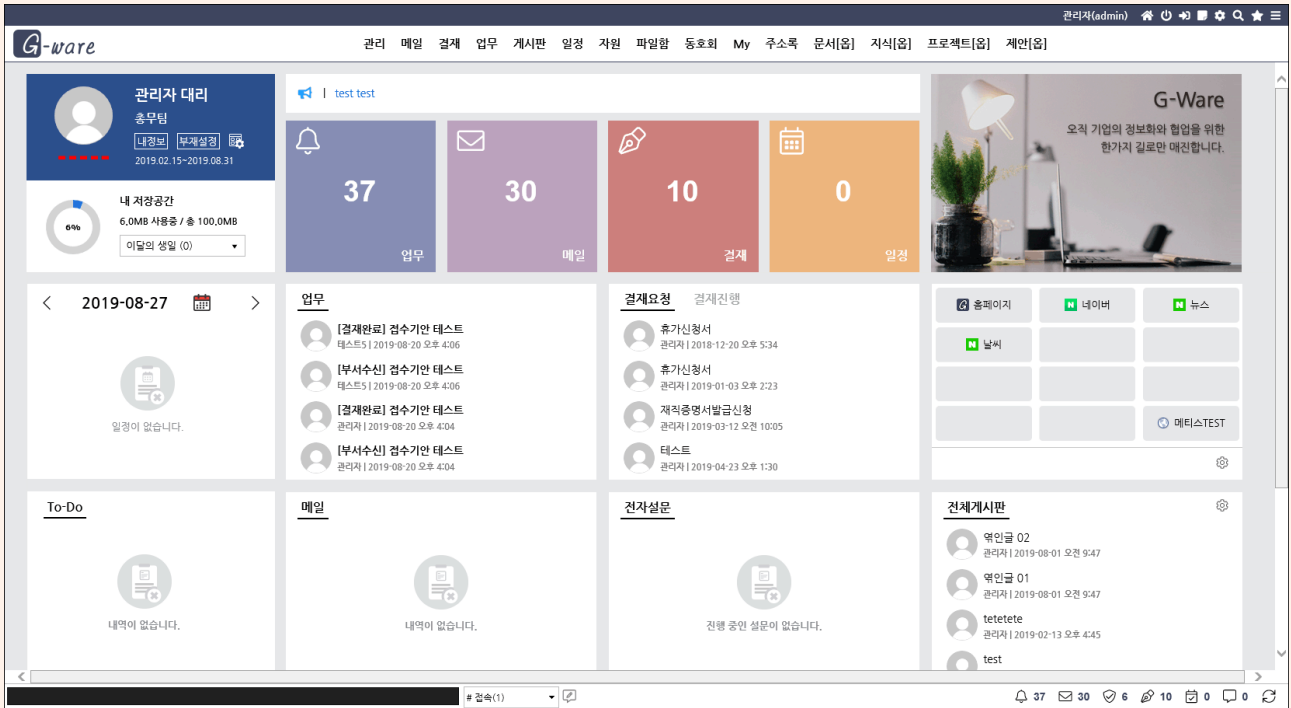 관리자(admin)
G-ware
관리 메일 결재 업무 게시판 일정 자원 파일함 동호회 My 주소록 문서[옵] 지식[옵] 프로젝트[옵] 제안[옵]
관리자 대리
총무팀
내정보 부재설정
2019.02.15~2019.08.31
내 저장공간
6.0MB 사용중 / 총 100.0MB
6%
이달의 생일 (0)
| test test
37
업무
30
메일
10
결재
0
일정
G-Ware
오직 기업의 정보화와 협업을 위한
한가지 길로만 매진합니다.
2019-08-27
일정이 없습니다.
업무
[결재완료] 접수기안 테스트
테스트5 | 2019-08-20 오후 4:06
[부서수신] 접수기안 테스트
테스트5 | 2019-08-20 오후 4:06
[결재완료] 접수기안 테스트
관리자 | 2019-08-20 오후 4:04
[부서수신] 접수기안 테스트
관리자 | 2019-08-20 오후 4:04
결재요청 결재진행
휴가신청서
관리자 | 2018-12-20 오후 5:34
휴가신청서
관리자 | 2019-01-03 오후 2:23
재직증명서발급신청
관리자 | 2019-03-12 오전 10:05
테스트
관리자 | 2019-04-23 오후 1:30
G 홈페이지 N 네이버 N 뉴스
N 날씨
메티스TEST
To-Do
내역이 없습니다.
메일
내역이 없습니다.
전자설문
진행 중인 설문이 없습니다.
전체게시판
엮인글 02
관리자 | 2019-08-01 오전 9:47
엮인글 01
관리자 | 2019-08-01 오전 9:47
tetetete
관리자 | 2019-02-13 오후 4:45
test
# 접속(1)
37 30 6 10 0 0